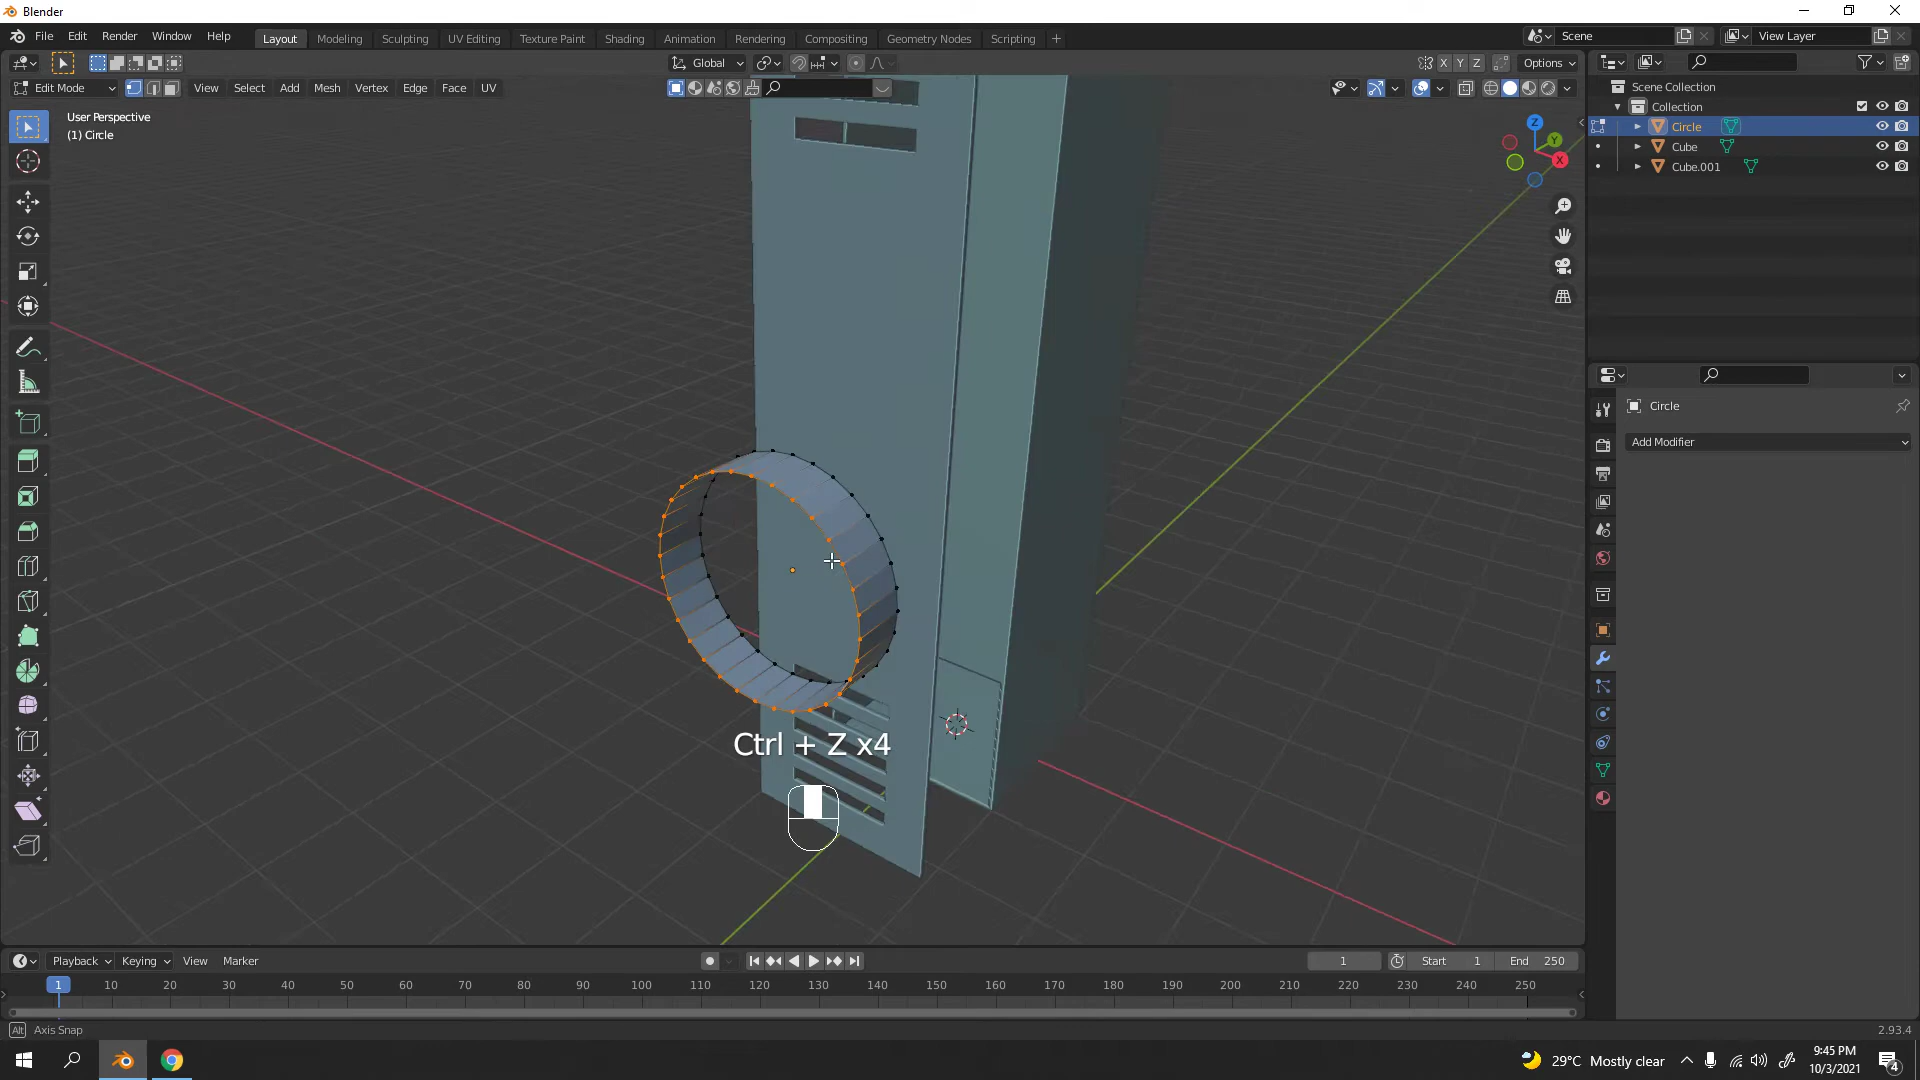 Blender
File Edit Render Window Help
Layout Modeling Sculpting UV Editing Texture Paint Shading Animation Rendering Compositing Geometry Nodes Scripting +
Scene
View Layer
Global
X Y Z
Options
Edit Mode
View Select Add Mesh Vertex Edge Face UV
User Perspective
(1) Circle
Z
Y
X
Scene Collection
Collection
Circle
Cube
Cube.001
Circle
Add Modifier
Ctrl + Z x4
Playback Keying View Marker
1
Start 1
End 250
1 10 20 30 40 50 60 70 80 90 100 110 120 130 140 150 160 170 180 190 200 210 220 230 240 250
Alt Axis Snap
2.93.4
29°C Mostly clear
9:45 PM
10/3/2021
4